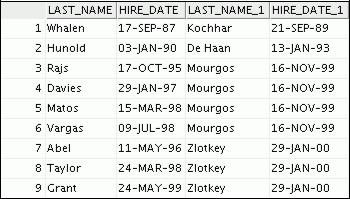 LAST_NAME HIRE_DATE LAST_NAME_1 HIRE_DATE_1
1 Whalen 17-SEP-87 Kochhar 21-SEP-89
2 Hunold 03-JAN-90 De Haan 13-JAN-93
3 Rajs 17-OCT-95 Mourgos 16-NOV-99
4 Davies 29-JAN-97 Mourgos 16-NOV-99
5 Matos 15-MAR-98 Mourgos 16-NOV-99
6 Vargas 09-JUL-98 Mourgos 16-NOV-99
7 Abel 11-MAY-96 Zlotkey 29-JAN-00
8 Taylor 24-MAR-98 Zlotkey 29-JAN-00
9 Grant 24-MAY-99 Zlotkey 29-JAN-00